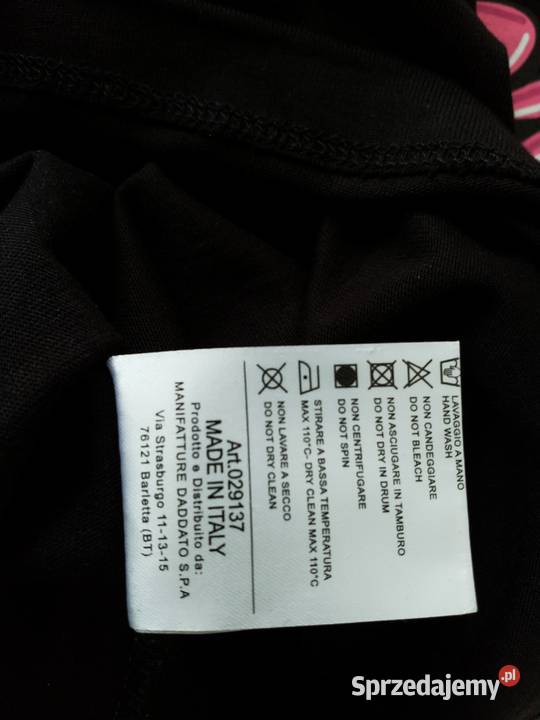 LAVAGGIO A MANO
HAND WASH
NON CANDEGGIARE
DO NOT BLEACH
NON ASCIUGARE IN TAMBURO
DO NOT DRY IN DRUM
NON CENTRIFUGARE
DO NOT SPIN
STIRARE A BASSA TEMPERATURA
MAX 110°C- DRY CLEAN MAX 110°C
NON LAVARE A SECCO
DO NOT DRY CLEAN
Art.029137
MADE IN ITALY
Prodotto e Distribuito da:
MANIFATTURE DADDATO S.P.A
Via Strasburgo 11-13-15
76121 Barletta (BT)
Sprzedajemy.pl